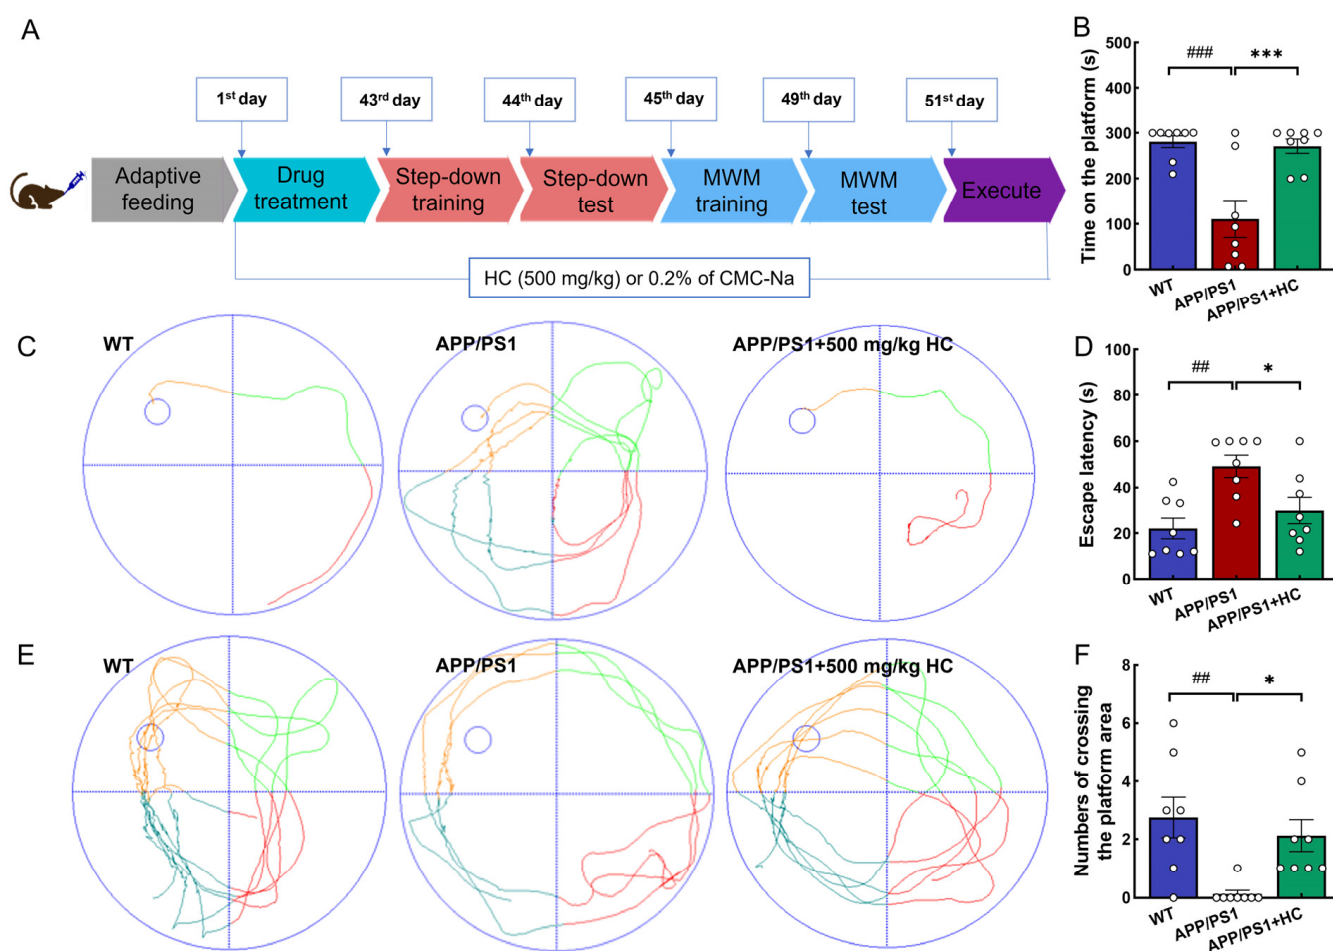 A
1st day
43rd day
44th day
45th day
49th day
51st day
Adaptive
feeding
Drug
treatment
Step-down
training
Step-down
test
MWM
training
MWM
test
Execute
HC (500 mg/kg) or 0.2% of CMC-Na
B
Time on the platform (s)
500
400
300
200
100
0
###
***
WT
APP/PS1
APP/PS1+HC
C
WT
APP/PS1
APP/PS1+500 mg/kg HC
D
Escape latency (s)
100
80
60
40
20
0
##
*
WT
APP/PS1
APP/PS1+HC
E
WT
APP/PS1
APP/PS1+500 mg/kg HC
F
Numbers of crossing
the platform area
8
6
4
2
0
##
*
WT
APP/PS1
APP/PS1+HC